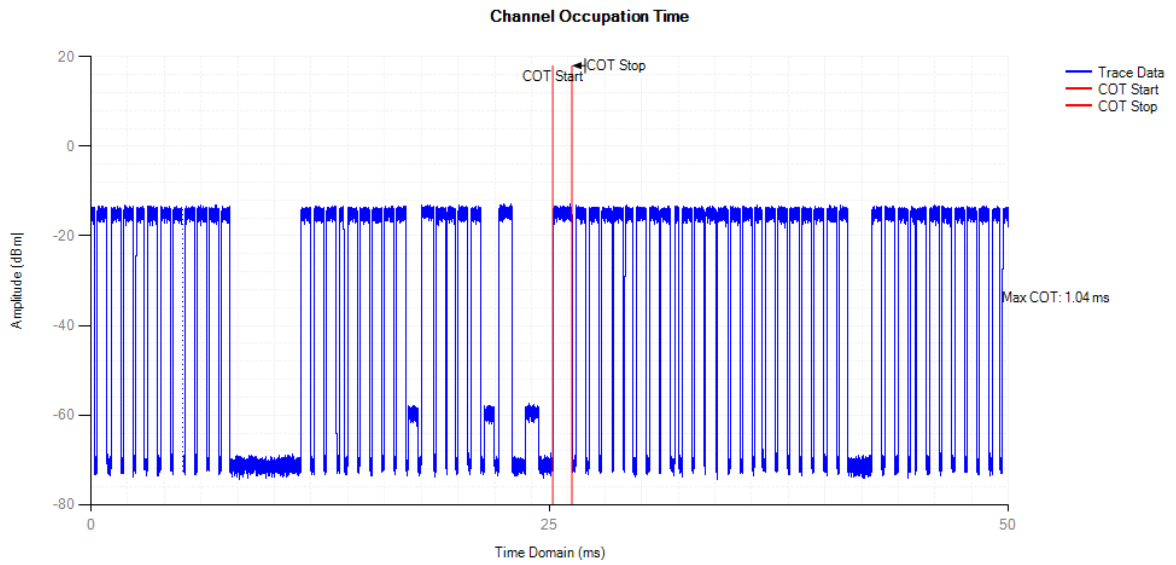 Channel Occupation Time
20
COT Stop
COT Start
Trace Data
COT Start
COT Stop
0
-20
Amplitude (dBm)
Max COT: 1.04 ms
-40
-60
-80
0
25
50
Time Domain (ms)